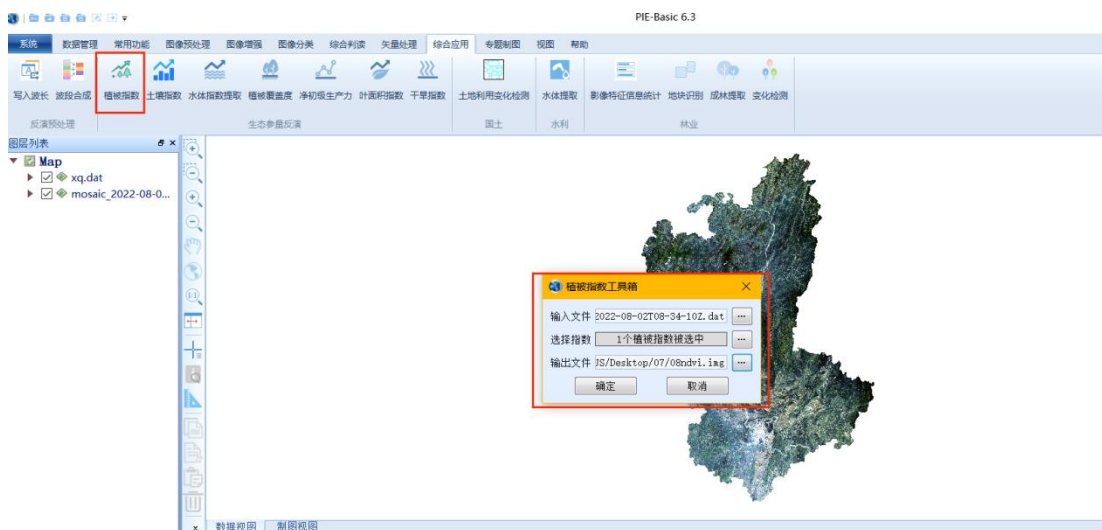 PIE-Basic 6.3
系统 数据管理 常用功能 图像预处理 图像增强 图像分类 综合判读 矢量处理 综合应用 专题制图 视图 帮助
写入波长 波段合成 植被指数 土壤指数 水体指数提取 植被覆盖度 净初级生产力 叶面积指数 干旱指数 土地利用变化检测 水体提取 影像特征信息统计 地块识别 成林提取 变化检测
反演预处理 生态参量反演 国土 水利 林业
图层列表
Map
xq.dat
mosaic_2022-08-0...
植被指数工具箱
输入文件 2022-08-02T08-34-10Z.dat ...
选择指数 1个植被指数被选中 ...
输出文件 JS/Desktop/07/08ndvi.img ...
确定 取消
数据视图 制图视图